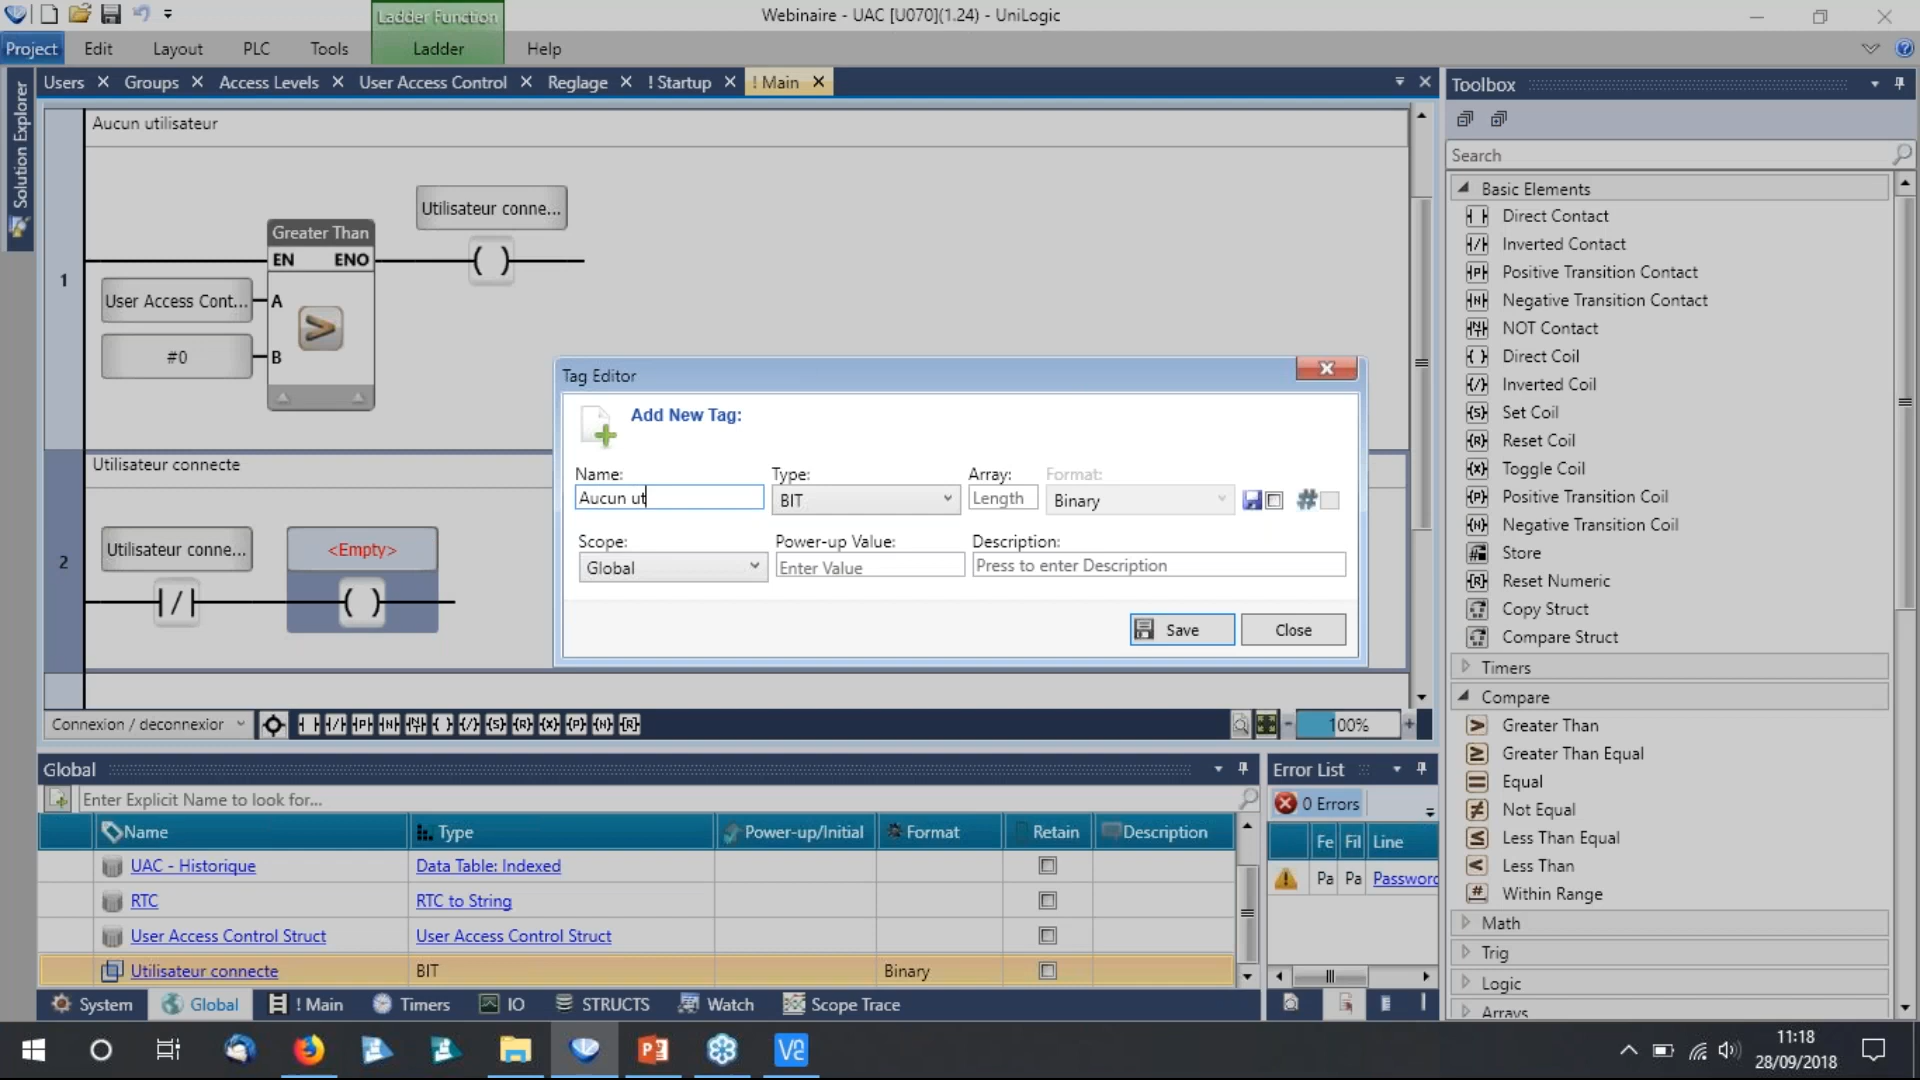 Ladder Function
Webinaire - UAC [U070](1.24) - UniLogic
Project
Edit
Layout
PLC
Tools
Ladder
Help
Solution Explorer
Users
Groups
Access Levels
User Access Control
Reglage
! Startup
! Main
Aucun utilisateur
Utilisateur conne...
Greater Than
EN ENO
1
User Access Cont... A
#0 B
Utilisateur connecte
Utilisateur conne...
<Empty>
2
Tag Editor
Add New Tag:
Name: Type: Array: Format:
Aucun ut BIT Length Binary
Scope: Power-up Value: Description:
Global Enter Value Press to enter Description
Save Close
Connexion / deconnexior
100%
Toolbox
Search
Basic Elements
Direct Contact
Inverted Contact
Positive Transition Contact
Negative Transition Contact
NOT Contact
Direct Coil
Inverted Coil
Set Coil
Reset Coil
Toggle Coil
Positive Transition Coil
Negative Transition Coil
Store
Reset Numeric
Copy Struct
Compare Struct
Timers
Compare
Greater Than
Greater Than Equal
Equal
Not Equal
Less Than Equal
Less Than
Within Range
Math
Trig
Logic
Arrays
Global
Enter Explicit Name to look for...
Name Type Power-up/Initial Format Retain Description
UAC - Historique Data Table: Indexed
RTC RTC to String
User Access Control Struct User Access Control Struct
Utilisateur connecte BIT Binary
Error List
0 Errors
Fe Fil Line
Pa Pa Password
System
Global
! Main
Timers
IO
STRUCTS
Watch
Scope Trace
11:18
28/09/2018